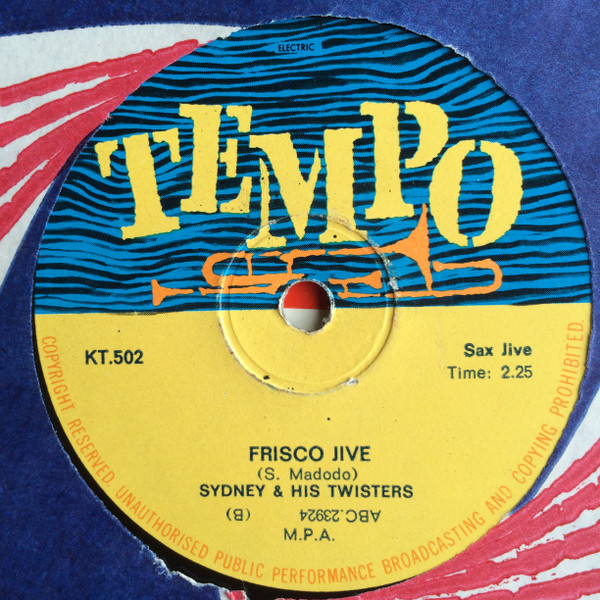 ELECTRIC
TEMPO
KT.502
Sax Jive
Time: 2.25
FRISCO JIVE
(S. Madodo)
SYDNEY & HIS TWISTERS
ABC.23924 (B)
M.P.A.
COPYRIGHT RESERVED. UNAUTHORISED PUBLIC PERFORMANCE BROADCASTING AND COPYING PROHIBITED.